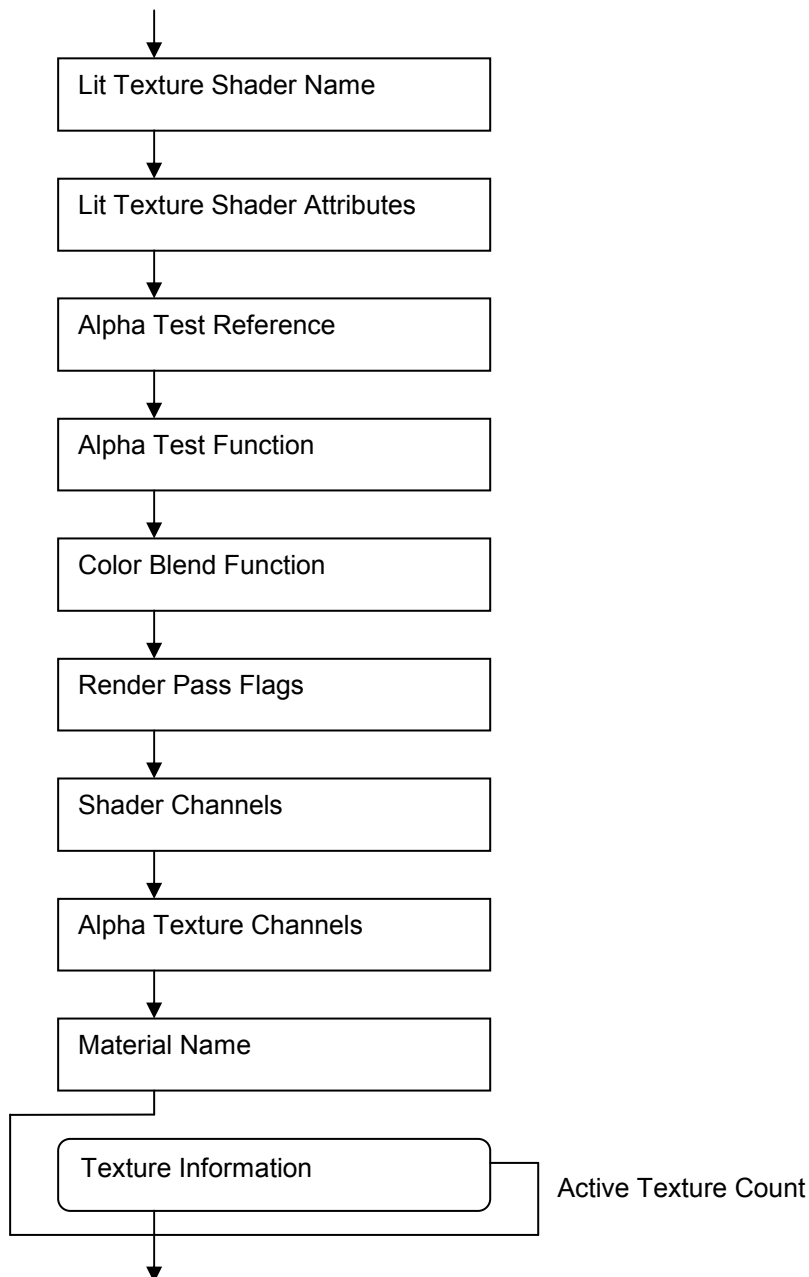 Lit Texture Shader Name
Lit Texture Shader Attributes
Alpha Test Reference
Alpha Test Function
Color Blend Function
Render Pass Flags
Shader Channels
Alpha Texture Channels
Material Name
Texture Information
Active Texture Count